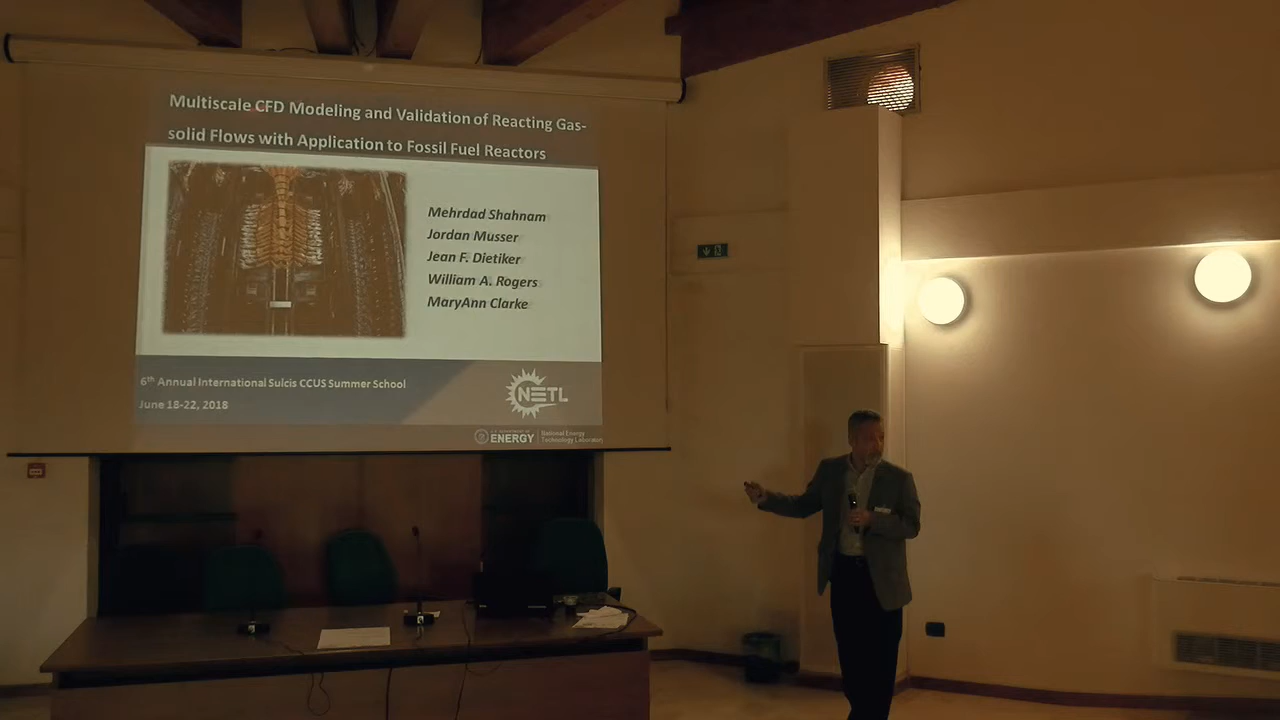 Multiscale CFD Modeling and Validation of Reacting Gas-
solid Flows with Application to Fossil Fuel Reactors
Mehrdad Shahnam
Jordan Musser
Jean F. Dietiker
William A. Rogers
MaryAnn Clarke
6th Annual International Sulcis CCUS Summer School
June 18-22, 2018
NETL
U.S. DEPARTMENT OF
ENERGY
National Energy
Technology Laboratory